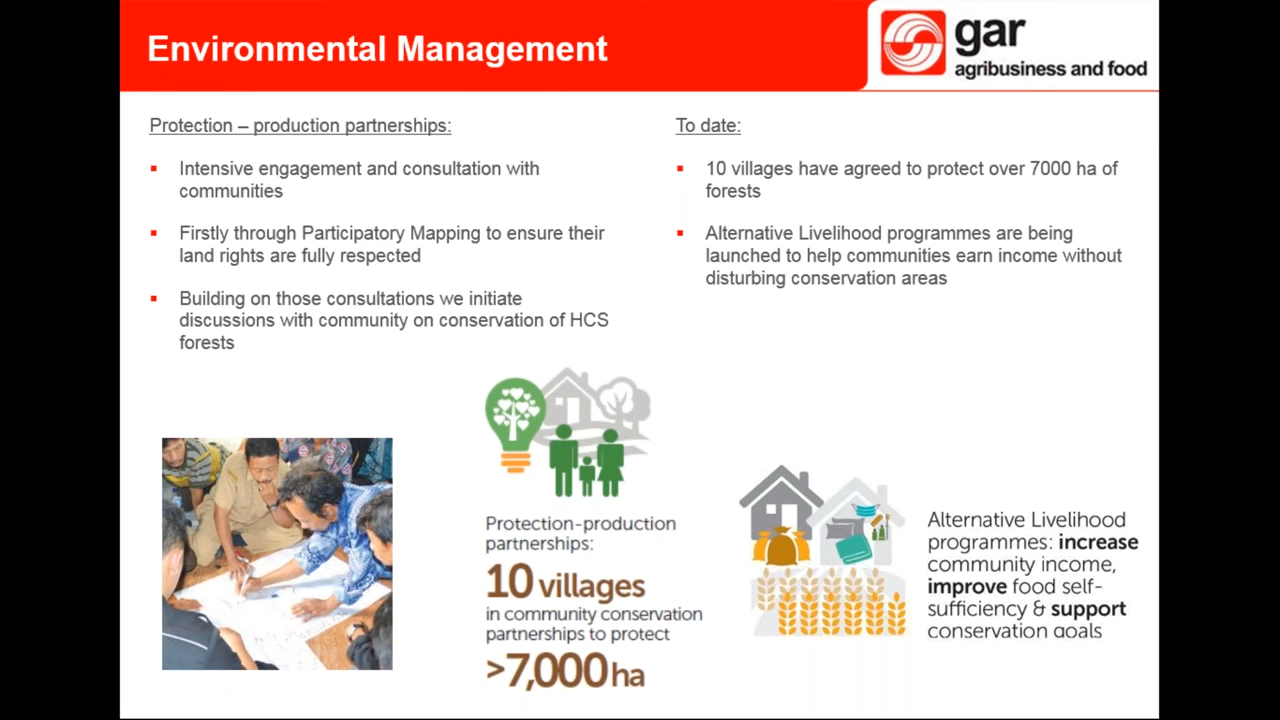 Environmental Management
gar
agribusiness and food
Protection – production partnerships:
▪ Intensive engagement and consultation with
communities
▪ Firstly through Participatory Mapping to ensure their
land rights are fully respected
▪ Building on those consultations we initiate
discussions with community on conservation of HCS
forests
To date:
▪ 10 villages have agreed to protect over 7000 ha of
forests
▪ Alternative Livelihood programmes are being
launched to help communities earn income without
disturbing conservation areas
Protection-production
partnerships:
10 villages
in community conservation
partnerships to protect
>7,000 ha
Alternative Livelihood
programmes: increase
community income,
improve food self-
sufficiency & support
conservation goals